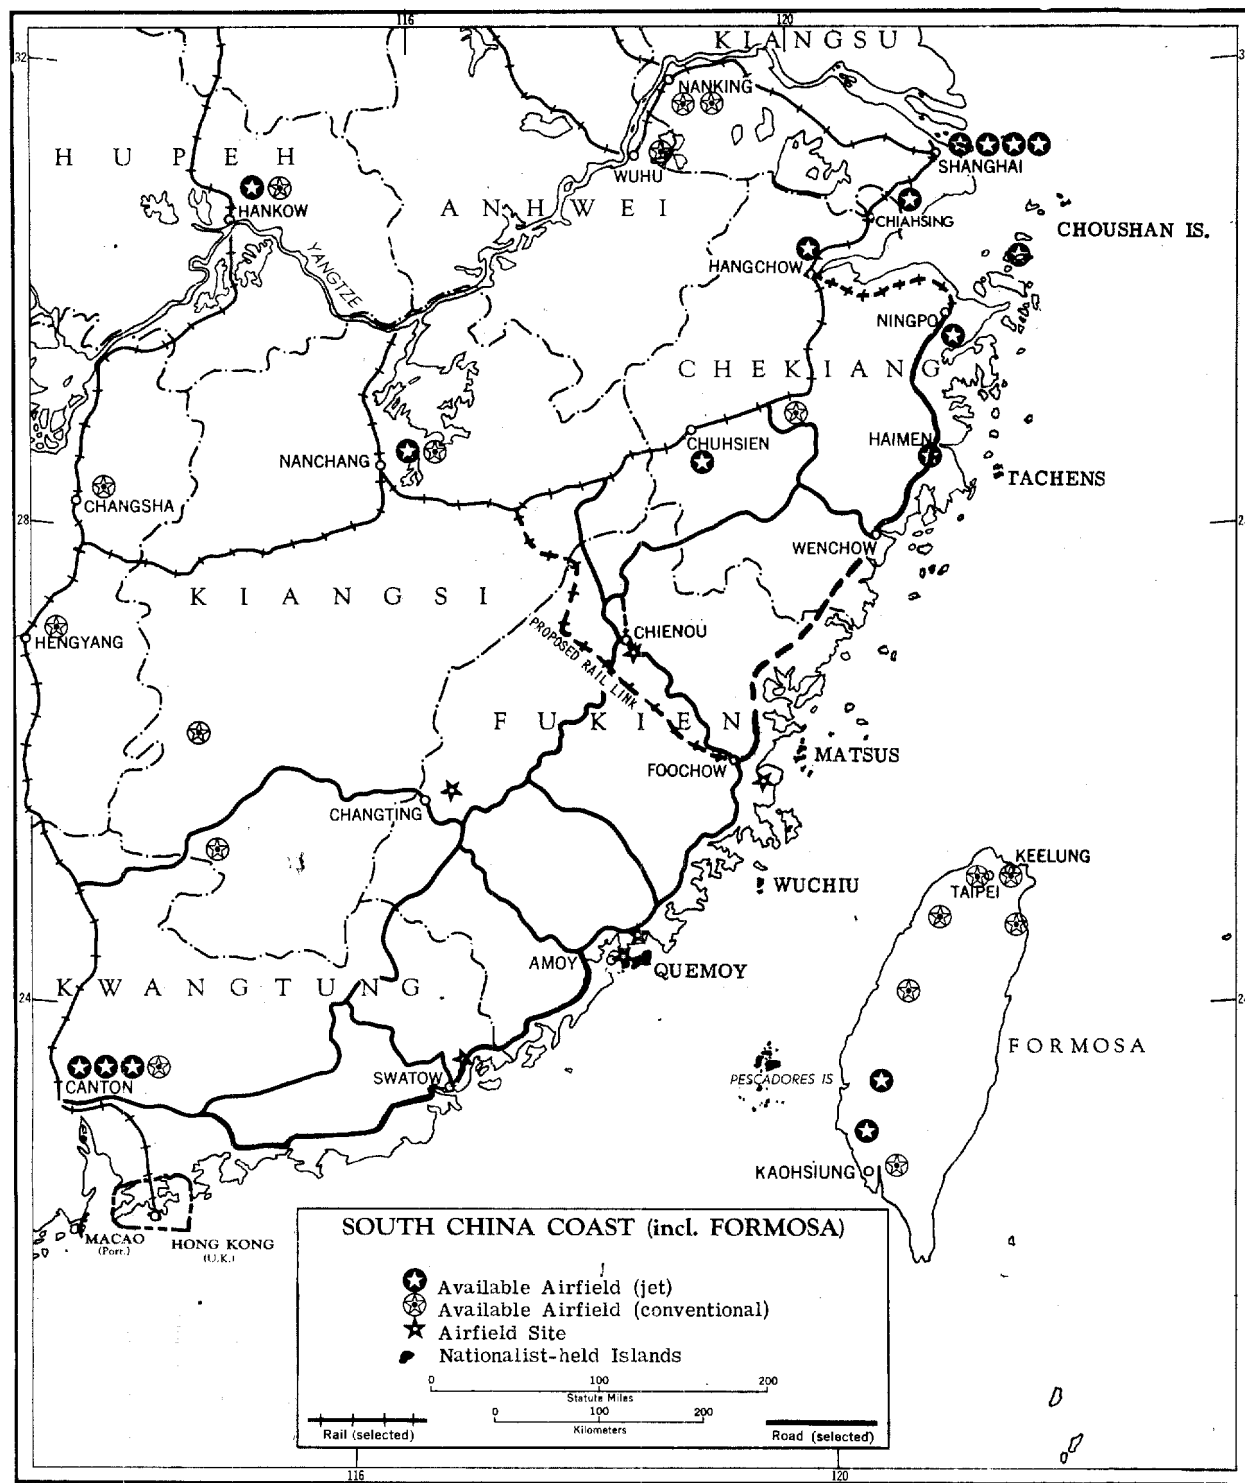 116
120
32
KIANGSU
NANKING
HUPEH
SHANGHAI
WUHU
HANKOW
ANHWEI
CHIAHSING
CHOUSHAN IS.
YANGTZE
HANGCHOW
NINGPO
CHEKIANG
CHUHSIEN
HAIMEN
NANCHANG
TACHENS
CHANGSHA
28
WENCHOW
KIANGSI
CHIENOU
HENGYANG
PROPOSED RAIL LINK
FUKIEN
MATSUS
FOOCHOW
CHANGTING
KEELUNG
WUCHIU
TAIPEI
AMOY
QUEMOY
KWANGTUNG
24
24
FORMOSA
CANTON
SWATOW
PESCADORES IS
KAOHSIUNG
MACAO
(Port.)
HONG KONG
(U.K.)
SOUTH CHINA COAST (incl. FORMOSA)
Available Airfield (jet)
Available Airfield (conventional)
Airfield Site
Nationalist-held Islands
0 100 200
Statute Miles
0 100 200
Kilometers
Rail (selected)
Road (selected)
116
120